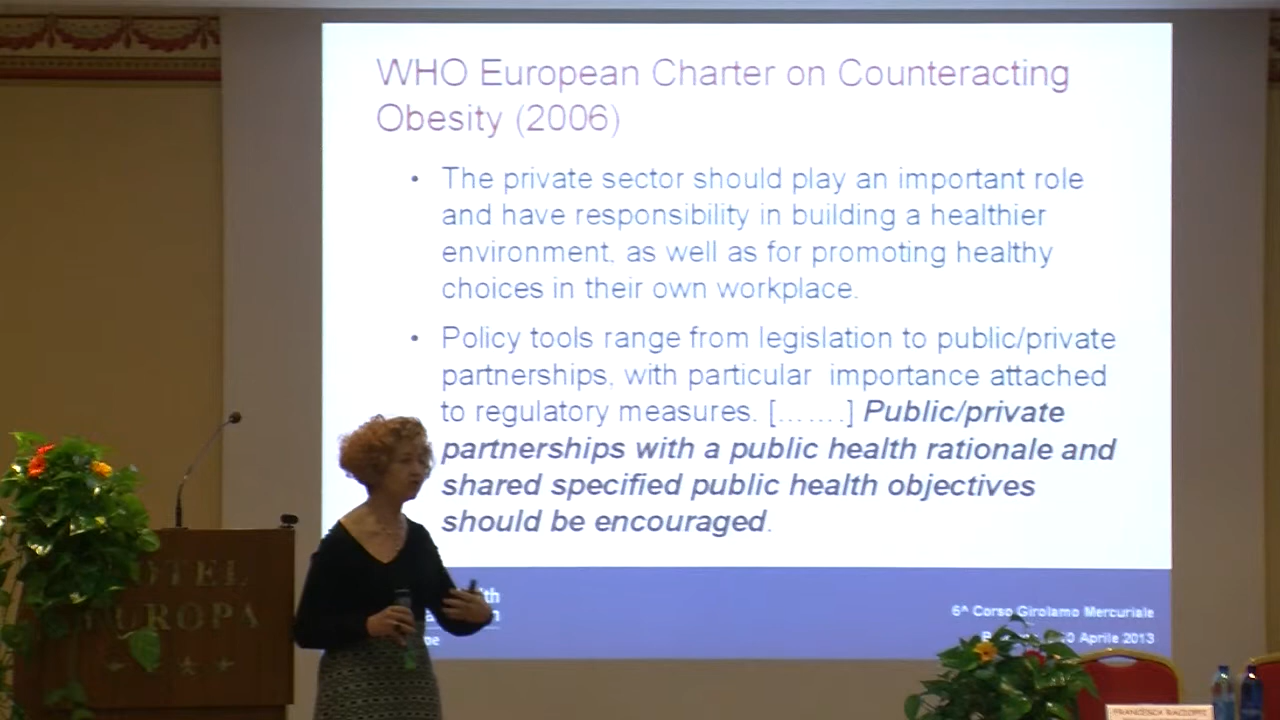 WHO European Charter on Counteracting
Obesity (2006)
• The private sector should play an important role
and have responsibility in building a healthier
environment, as well as for promoting healthy
choices in their own workplace.
• Policy tools range from legislation to public/private
partnerships, with particular importance attached
to regulatory measures. [.......] Public/private
partnerships with a public health rationale and
shared specified public health objectives
should be encouraged.
6^ Corso Girolamo Mercuriale
Aprile 2013
EUROPA
FRANCESCA